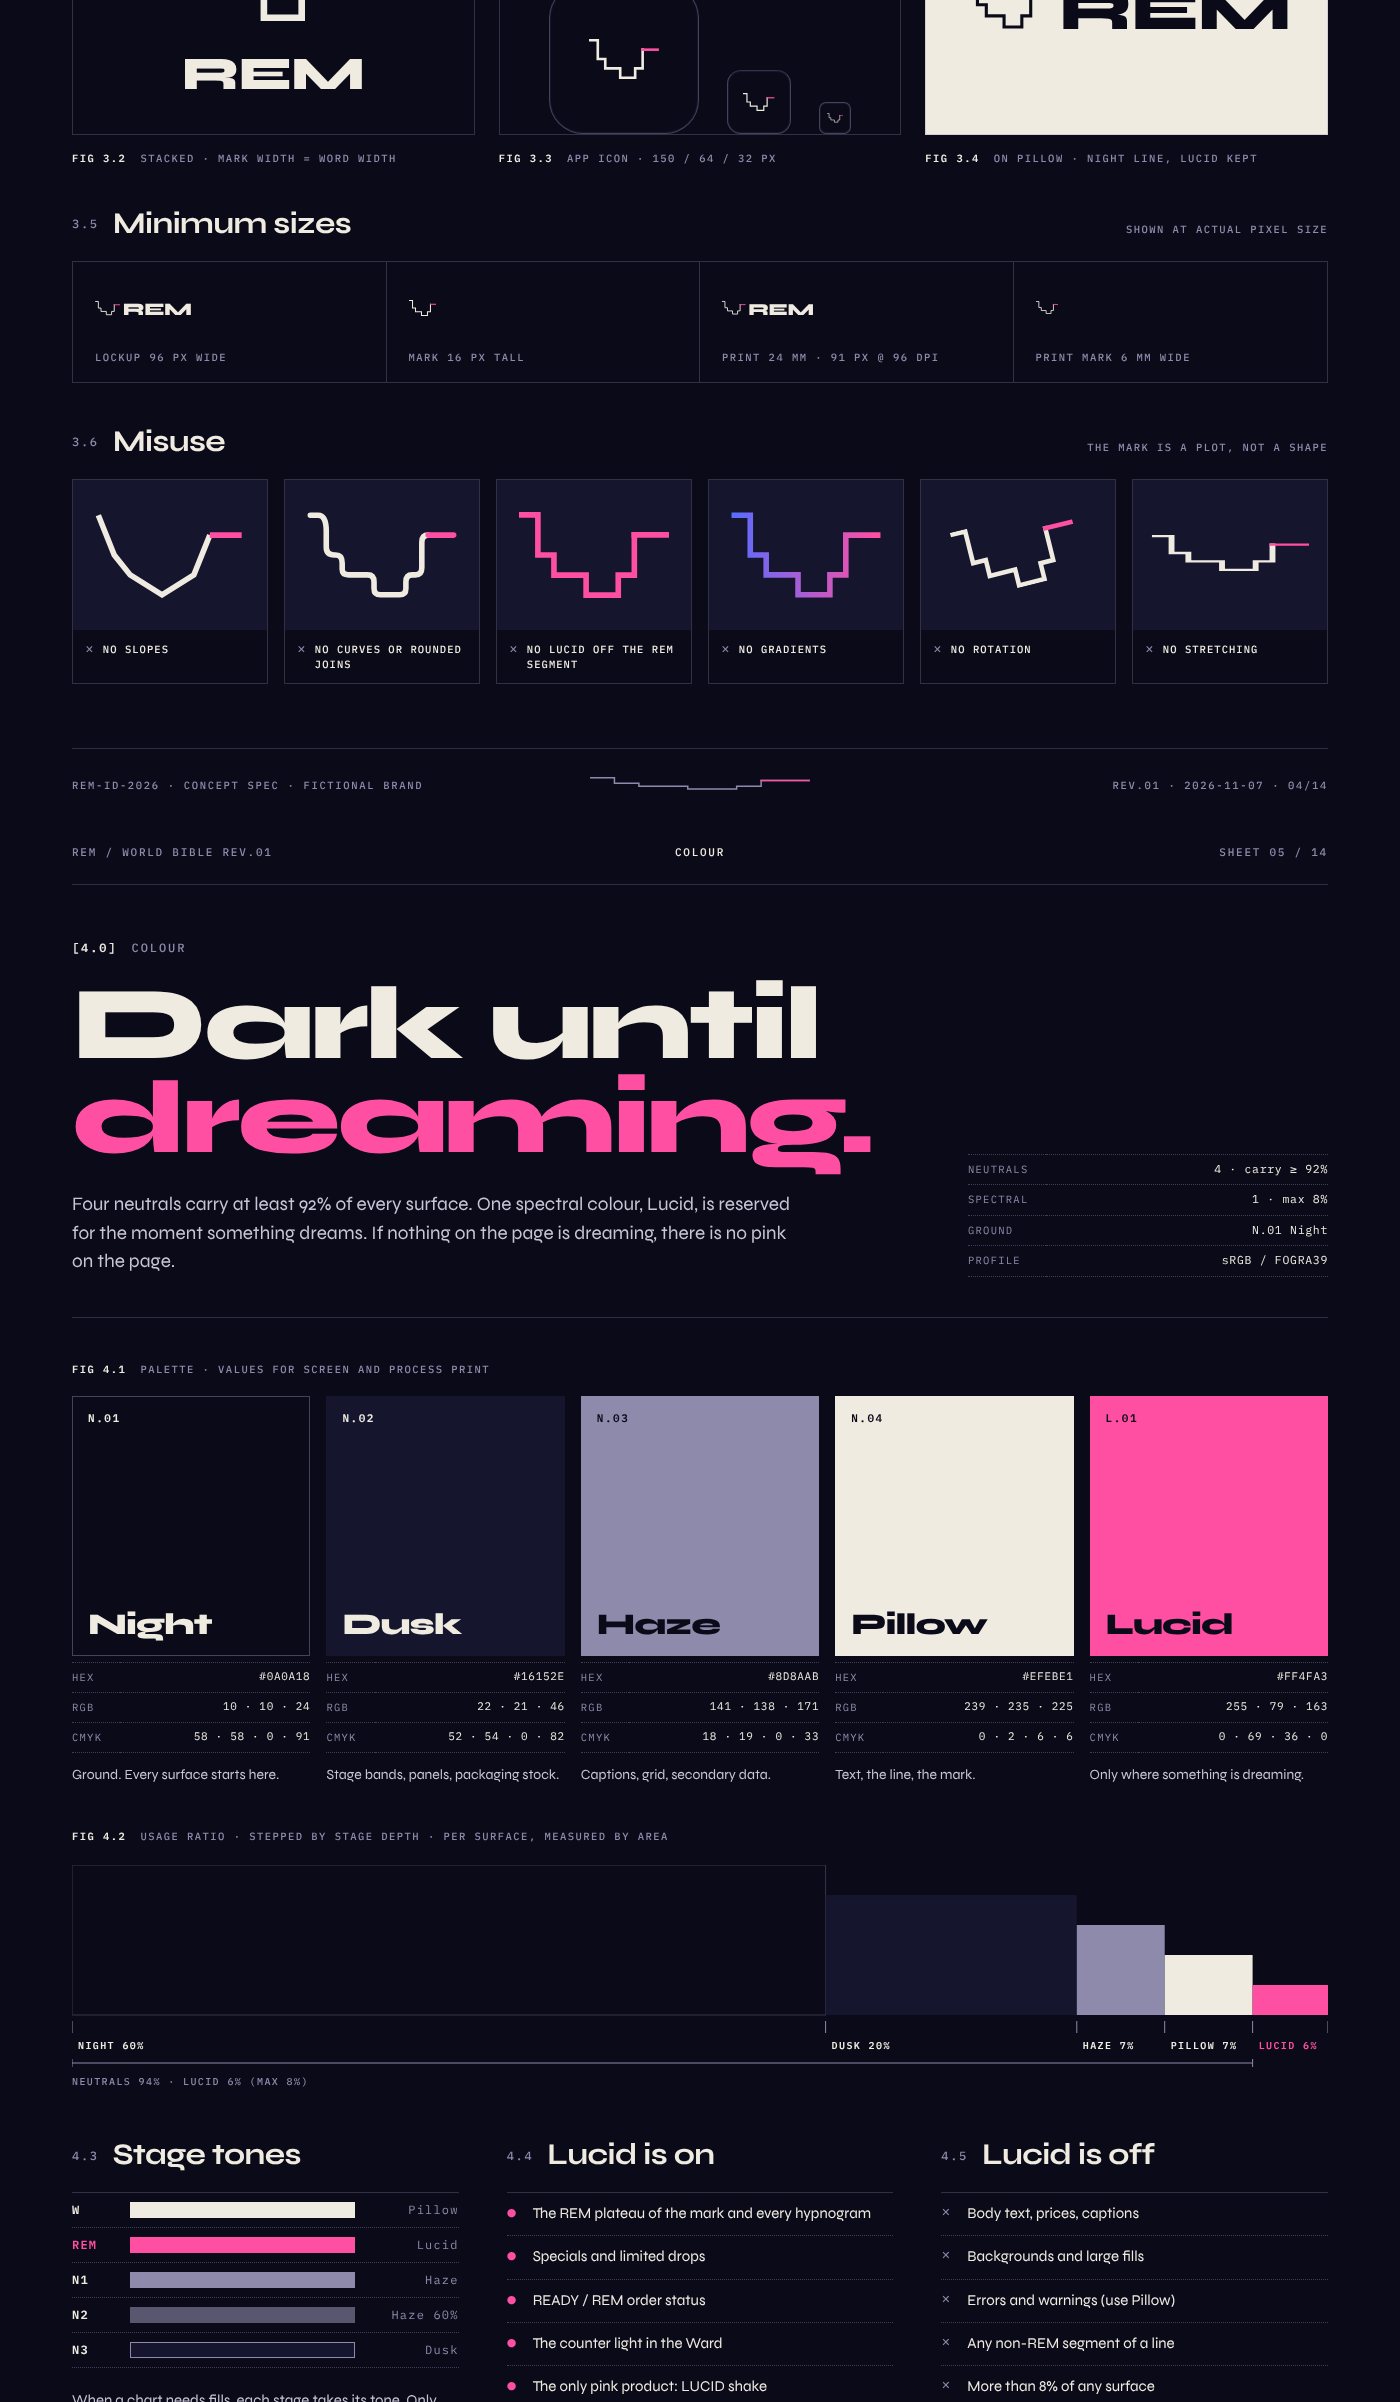 REM
REM
FIG 3.2 STACKED · MARK WIDTH = WORD WIDTH
FIG 3.3 APP ICON · 150 / 64 / 32 PX
FIG 3.4 ON PILLOW · NIGHT LINE, LUCID KEPT
3.5 Minimum sizes
SHOWN AT ACTUAL PIXEL SIZE
REM
REM
LOCKUP 96 PX WIDE
MARK 16 PX TALL
PRINT 24 MM · 91 PX @ 96 DPI
PRINT MARK 6 MM WIDE
3.6 Misuse
THE MARK IS A PLOT, NOT A SHAPE
× NO SLOPES
× NO CURVES OR ROUNDED
JOINS
× NO LUCID OFF THE REM
SEGMENT
× NO GRADIENTS
× NO ROTATION
× NO STRETCHING
REM-ID-2026 · CONCEPT SPEC · FICTIONAL BRAND
REV.01 · 2026-11-07 · 04/14
REM / WORLD BIBLE REV.01
COLOUR
SHEET 05 / 14
[4.0] COLOUR
Dark until
dreaming.
Four neutrals carry at least 92% of every surface. One spectral colour, Lucid, is reserved
for the moment something dreams. If nothing on the page is dreaming, there is no pink
on the page.
NEUTRALS 4 · carry ≥ 92%
SPECTRAL 1 · max 8%
GROUND N.01 Night
PROFILE sRGB / FOGRA39
FIG 4.1 PALETTE · VALUES FOR SCREEN AND PROCESS PRINT
N.01
Night
HEX #0A0A18
RGB 10 · 10 · 24
CMYK 58 · 58 · 0 · 91
Ground. Every surface starts here.
N.02
Dusk
HEX #16152E
RGB 22 · 21 · 46
CMYK 52 · 54 · 0 · 82
Stage bands, panels, packaging stock.
N.03
Haze
HEX #8D8AAB
RGB 141 · 138 · 171
CMYK 18 · 19 · 0 · 33
Captions, grid, secondary data.
N.04
Pillow
HEX #EFEBE1
RGB 239 · 235 · 225
CMYK 0 · 2 · 6 · 6
Text, the line, the mark.
L.01
Lucid
HEX #FF4FA3
RGB 255 · 79 · 163
CMYK 0 · 69 · 36 · 0
Only where something is dreaming.
FIG 4.2 USAGE RATIO · STEPPED BY STAGE DEPTH · PER SURFACE, MEASURED BY AREA
NIGHT 60%
DUSK 20%
HAZE 7%
PILLOW 7%
LUCID 6%
NEUTRALS 94% · LUCID 6% (MAX 8%)
4.3 Stage tones
W Pillow
REM Lucid
N1 Haze
N2 Haze 60%
N3 Dusk
When a chart needs fills, each stage takes its tone. Only
4.4 Lucid is on
The REM plateau of the mark and every hypnogram
Specials and limited drops
READY / REM order status
The counter light in the Ward
The only pink product: LUCID shake
4.5 Lucid is off
× Body text, prices, captions
× Backgrounds and large fills
× Errors and warnings (use Pillow)
× Any non-REM segment of a line
× More than 8% of any surface